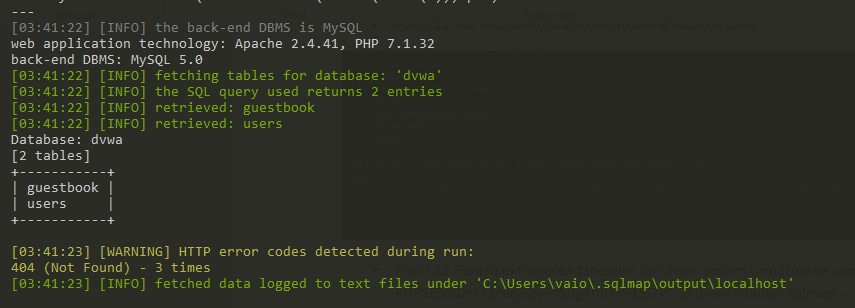 ---
[03:41:22] [INFO] the back-end DBMS is MySQL
web application technology: Apache 2.4.41, PHP 7.1.32
back-end DBMS: MySQL 5.0
[03:41:22] [INFO] fetching tables for database: 'dvwa'
[03:41:22] [INFO] the SQL query used returns 2 entries
[03:41:22] [INFO] retrieved: guestbook
[03:41:22] [INFO] retrieved: users
Database: dvwa
[2 tables]
+-----------+
| guestbook |
| users     |
+-----------+
[03:41:23] [WARNING] HTTP error codes detected during run:
404 (Not Found) - 3 times
[03:41:23] [INFO] fetched data logged to text files under 'C:\Users\vaio\.sqlmap\output\localhost'